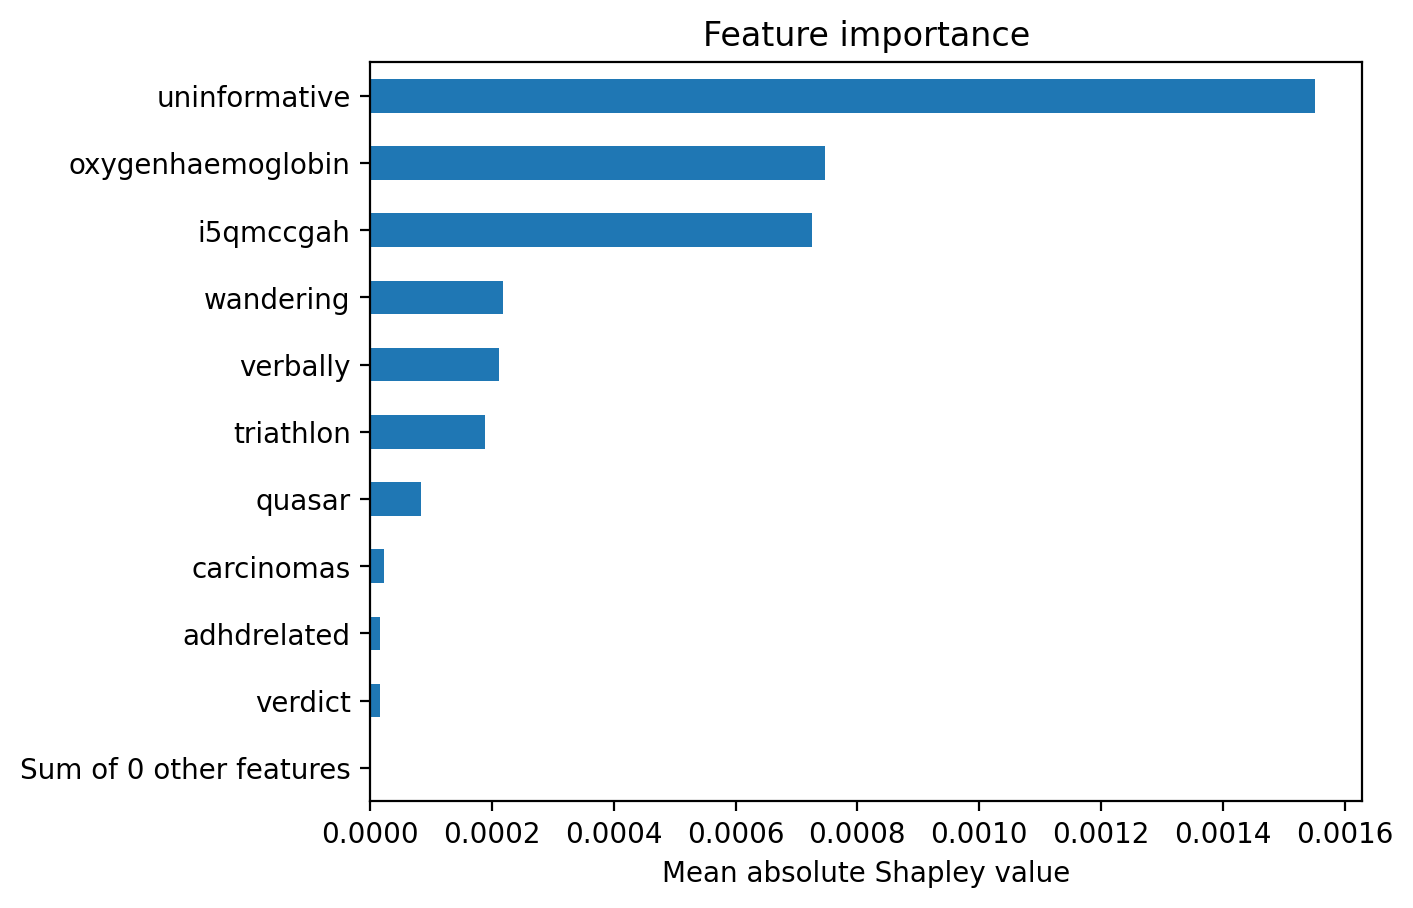 Feature importance
uninformative
oxygenhaemoglobin
i5qmccgah
wandering
verbally
triathlon
quasar
carcinomas
adhdrelated
verdict
Sum of 0 other features
0.0000 0.0002 0.0004 0.0006 0.0008 0.0010 0.0012 0.0014 0.0016
Mean absolute Shapley value